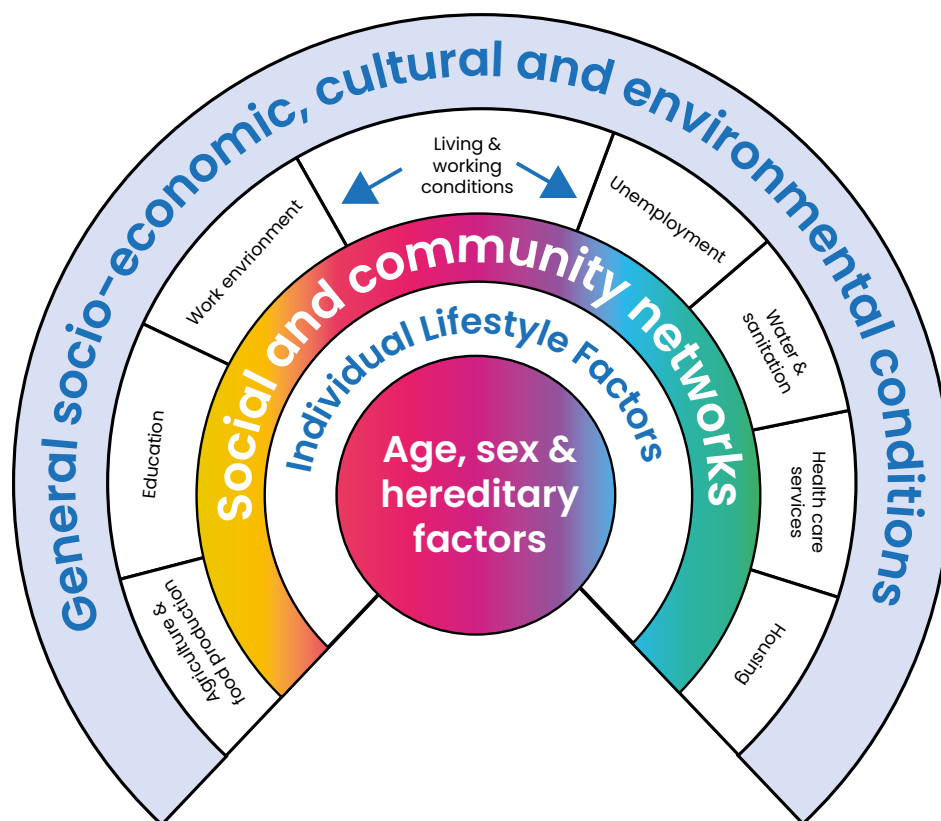 General socio-economic, cultural and environmental conditions
Living &
working
conditions
Agriculture &
food production
Education
Work envrionment
Unemployment
Water &
sanitation
Health care
services
Housing
Social and community networks
Individual Lifestyle Factors
Age, sex &
hereditary
factors